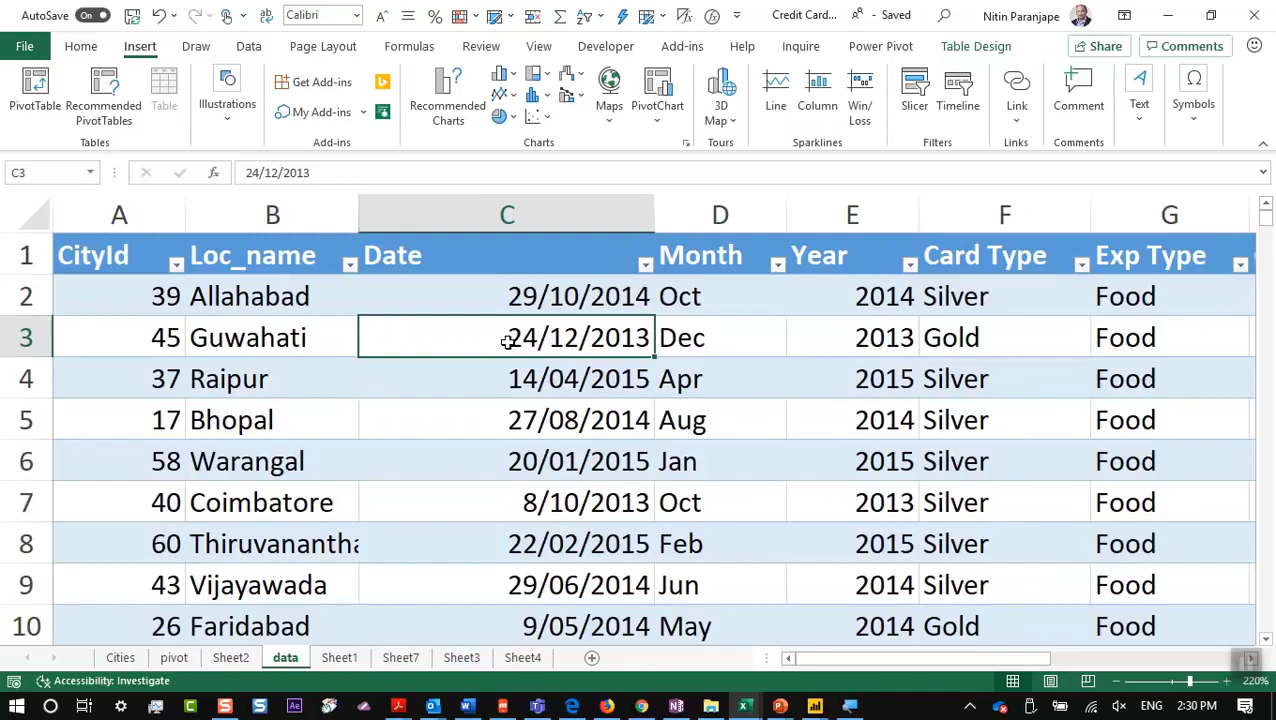 AutoSave On Calibri Credit Card... Saved Nitin Paranjape
File Home Insert Draw Data Page Layout Formulas Review View Developer Add-ins Help Inquire Power Pivot Table Design Share Comments
PivotTable Recommended PivotTables Table Illustrations Get Add-ins My Add-ins Recommended Charts Maps PivotChart 3D Map Line Column Win/Loss Slicer Timeline Link Comment Text Symbols
Tables Add-ins Charts Tours Sparklines Filters Links Comments
C3 fx 24/12/2013
A B C D E F G
1 CityId Loc_name Date Month Year Card Type Exp Type
2 39 Allahabad 29/10/2014 Oct 2014 Silver Food
3 45 Guwahati 24/12/2013 Dec 2013 Gold Food
4 37 Raipur 14/04/2015 Apr 2015 Silver Food
5 17 Bhopal 27/08/2014 Aug 2014 Silver Food
6 58 Warangal 20/01/2015 Jan 2015 Silver Food
7 40 Coimbatore 8/10/2013 Oct 2013 Silver Food
8 60 Thiruvanantha 22/02/2015 Feb 2015 Silver Food
9 43 Vijayawada 29/06/2014 Jun 2014 Silver Food
10 26 Faridabad 9/05/2014 May 2014 Gold Food
Cities pivot Sheet2 data Sheet1 Sheet7 Sheet3 Sheet4
Accessibility: Investigate 220%
2:30 PM